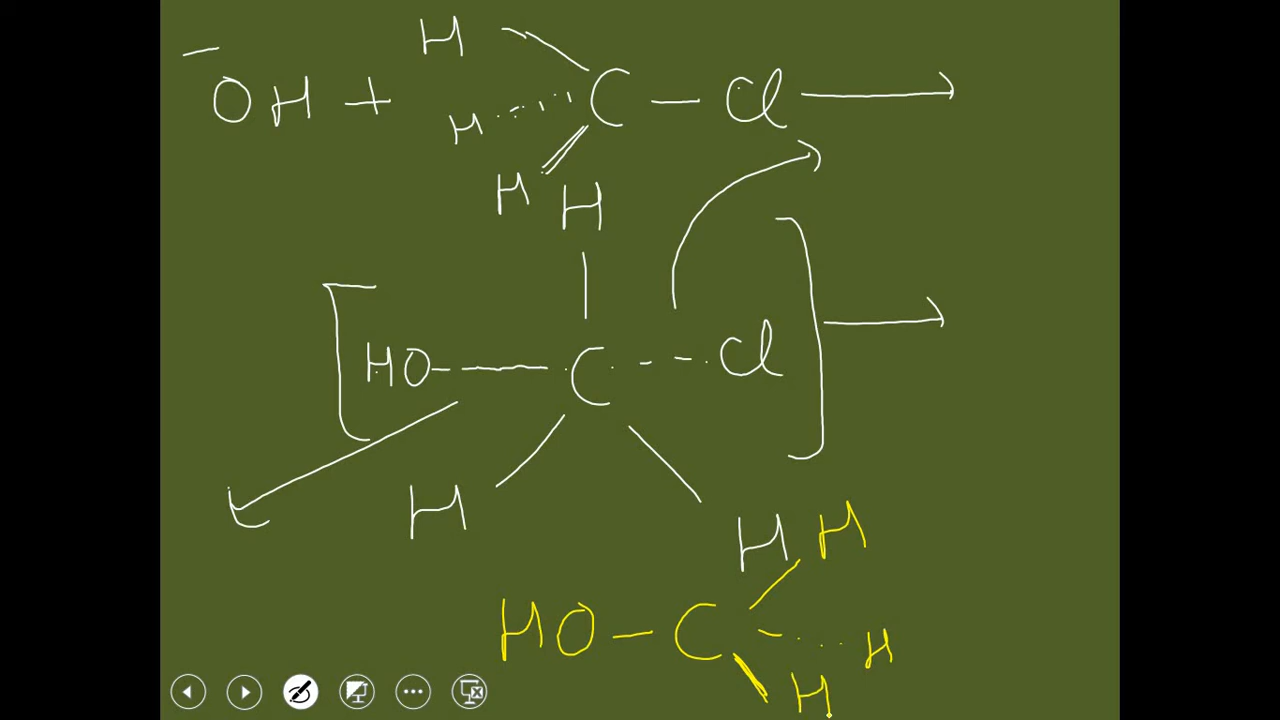 H
⁻OH + C — Cl ⟶
H
H H
[HO — C - - Cl] ⟶
H H H
HO — C H
H